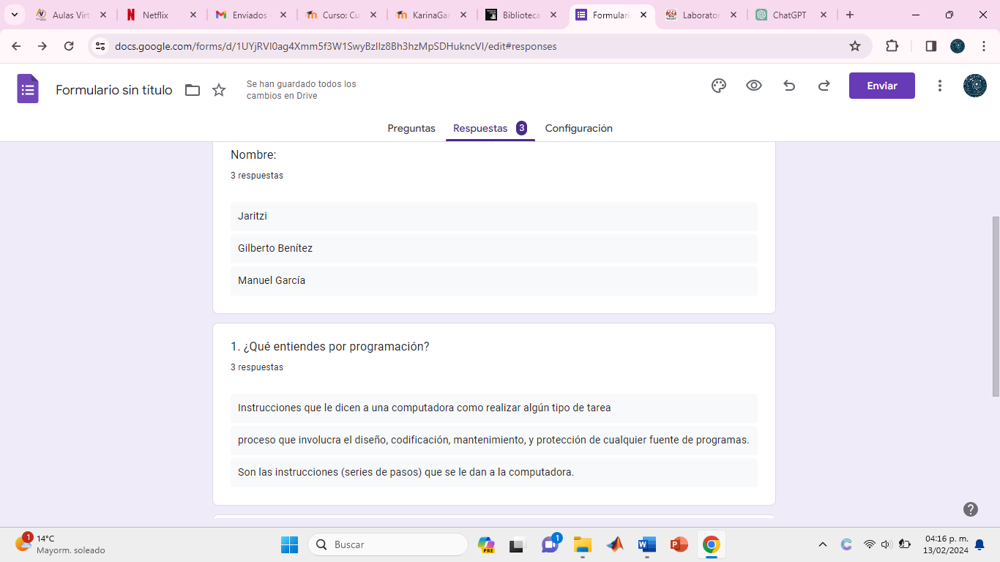 Aulas Virt
Netflix
Enviados
Curso: Cu
KarinaGar
Biblioteca
Formulari
Laborator
ChatGPT
docs.google.com/forms/d/1UYjRVI0ag4Xmm5f3W1SwyBzlIz8Bh3hzMpSDHukncVI/edit#responses
Formulario sin título
Se han guardado todos los
cambios en Drive
Enviar
Preguntas
Respuestas 3
Configuración
Nombre:
3 respuestas
Jaritzi
Gilberto Benítez
Manuel García
1. ¿Qué entiendes por programación?
3 respuestas
Instrucciones que le dicen a una computadora como realizar algún tipo de tarea
proceso que involucra el diseño, codificación, mantenimiento, y protección de cualquier fuente de programas.
Son las instrucciones (series de pasos) que se le dan a la computadora.
1
14°C
Mayorm. soleado
Buscar
PRE
1
04:16 p. m.
13/02/2024